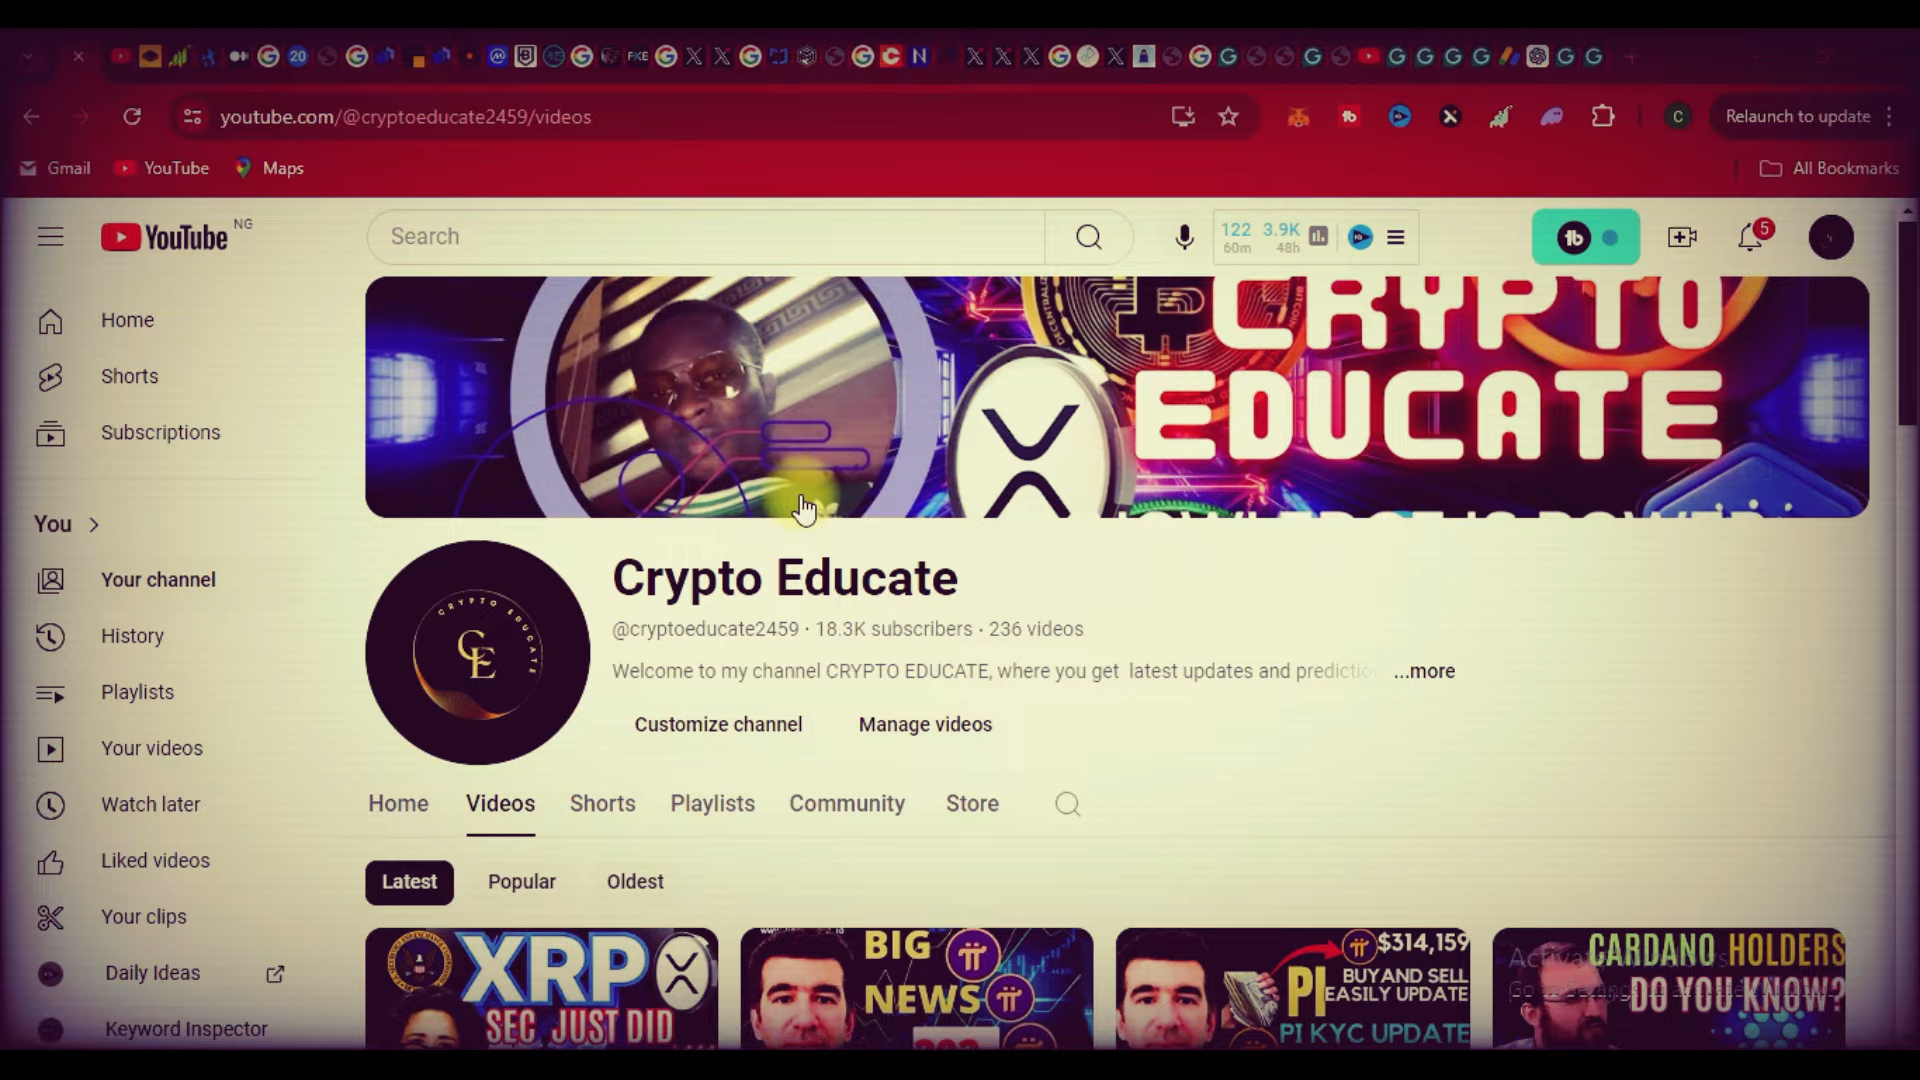 youtube.com/@cryptoeducate2459/videos
Relaunch to update
Gmail
YouTube
Maps
All Bookmarks
YouTube NG
Search
122 3.9K
60m 48h
5
Home
Shorts
Subscriptions
You
Your channel
History
Playlists
Your videos
Watch later
Liked videos
Your clips
Daily Ideas
Keyword Inspector
CRYPTO
EDUCATE
CRYPTO EDUCATE
CE
Crypto Educate
@cryptoeducate2459 · 18.3K subscribers · 236 videos
Welcome to my channel CRYPTO EDUCATE, where you get latest updates and predictio ...more
Customize channel
Manage videos
Home
Videos
Shorts
Playlists
Community
Store
Latest
Popular
Oldest
XRP
SEC JUST DID
BIG
NEWS
$314,159
PI BUY AND SELL
EASILY UPDATE
PI KYC UPDATE
CARDANO HOLDERS
DO YOU KNOW?